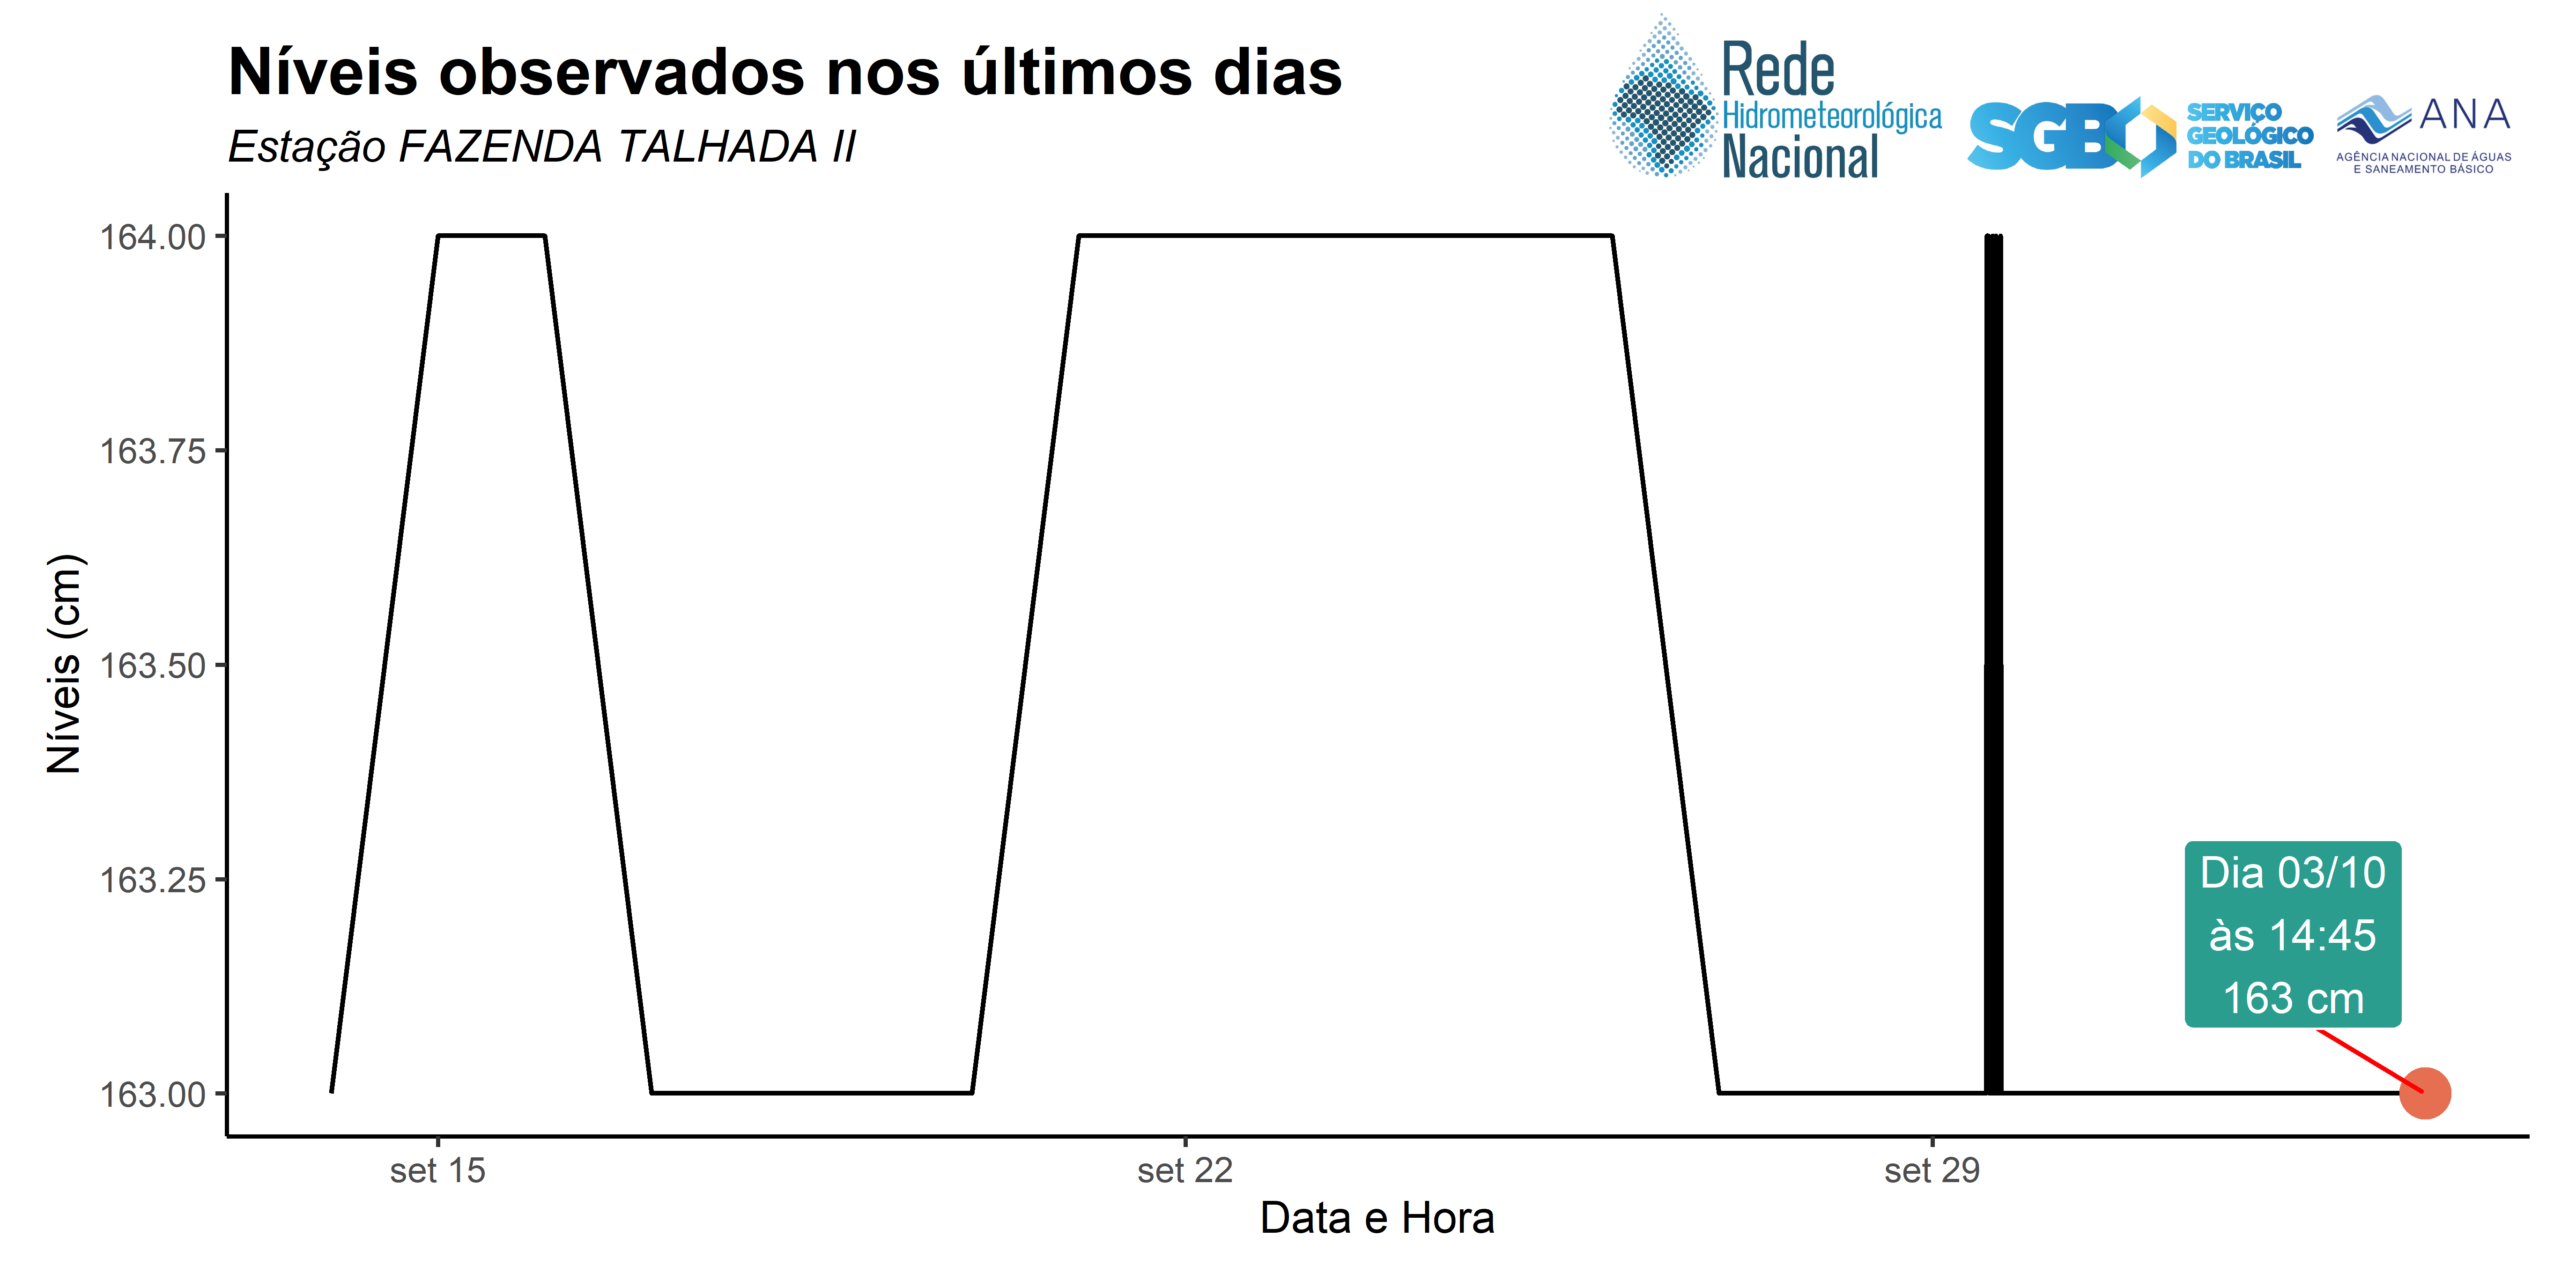 Níveis observados nos últimos dias
Estação FAZENDA TALHADA II
Rede
Hidrometeorológica
Nacional
SGB
SERVIÇO
GEOLÓGICO
DO BRASIL
ANA
AGÊNCIA NACIONAL DE ÁGUAS
E SANEAMENTO BÁSICO
Níveis (cm)
164.00
163.75
163.50
163.25
163.00
Dia 03/10
às 14:45
163 cm
set 15
set 22
set 29
Data e Hora